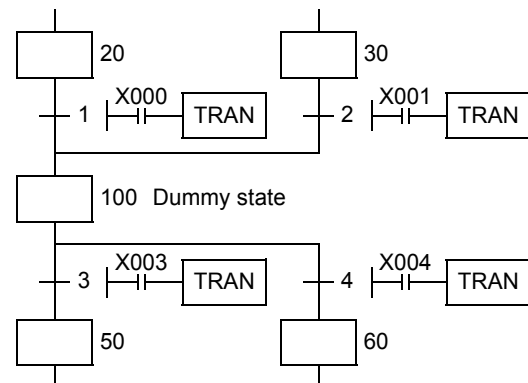 20 30
X000 X001
1 TRAN 2 TRAN
100 Dummy state
X003 X004
3 TRAN 4 TRAN
50 60